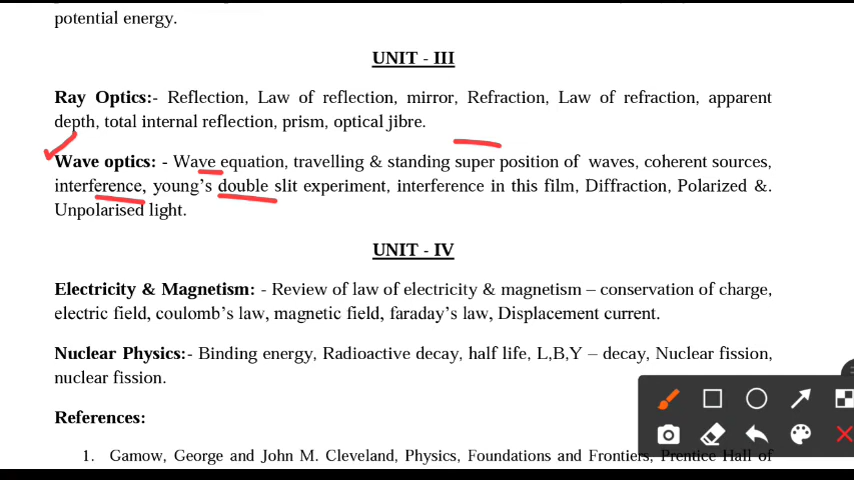 potential energy.
UNIT - III
Ray Optics:- Reflection, Law of reflection, mirror, Refraction, Law of refraction, apparent
depth, total internal reflection, prism, optical jibre.
Wave optics: - Wave equation, travelling & standing super position of waves, coherent sources,
interference, young's double slit experiment, interference in this film, Diffraction, Polarized &.
Unpolarised light.
UNIT - IV
Electricity & Magnetism: - Review of law of electricity & magnetism – conservation of charge,
electric field, coulomb's law, magnetic field, faraday's law, Displacement current.
Nuclear Physics:- Binding energy, Radioactive decay, half life, L,B,Y – decay, Nuclear fission,
nuclear fission.
References:
1. Gamow, George and John M. Cleveland, Physics, Foundations and Frontiers, Prentice Hall of